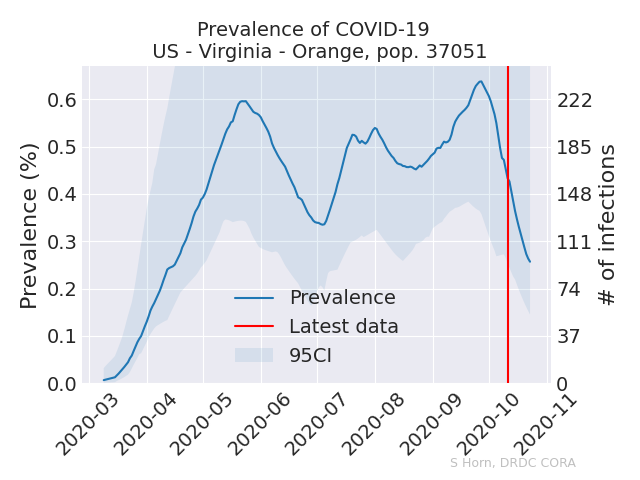 Prevalence of COVID-19
US - Virginia - Orange, pop. 37051
Prevalence (%)
0.6
0.5
0.4
0.3
0.2
0.1
0.0
222
185
148
111
74
37
0
# of infections
Prevalence
Latest data
95CI
2020-03
2020-04
2020-05
2020-06
2020-07
2020-08
2020-09
2020-10
2020-11
S Horn, DRDC CORA